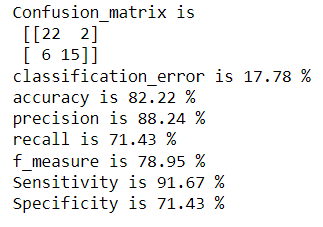 Confusion_matrix is
[[22  2]
[ 6 15]]
classification_error is 17.78 %
accuracy is 82.22 %
precision is 88.24 %
recall is 71.43 %
f_measure is 78.95 %
Sensitivity is 91.67 %
Specificity is 71.43 %